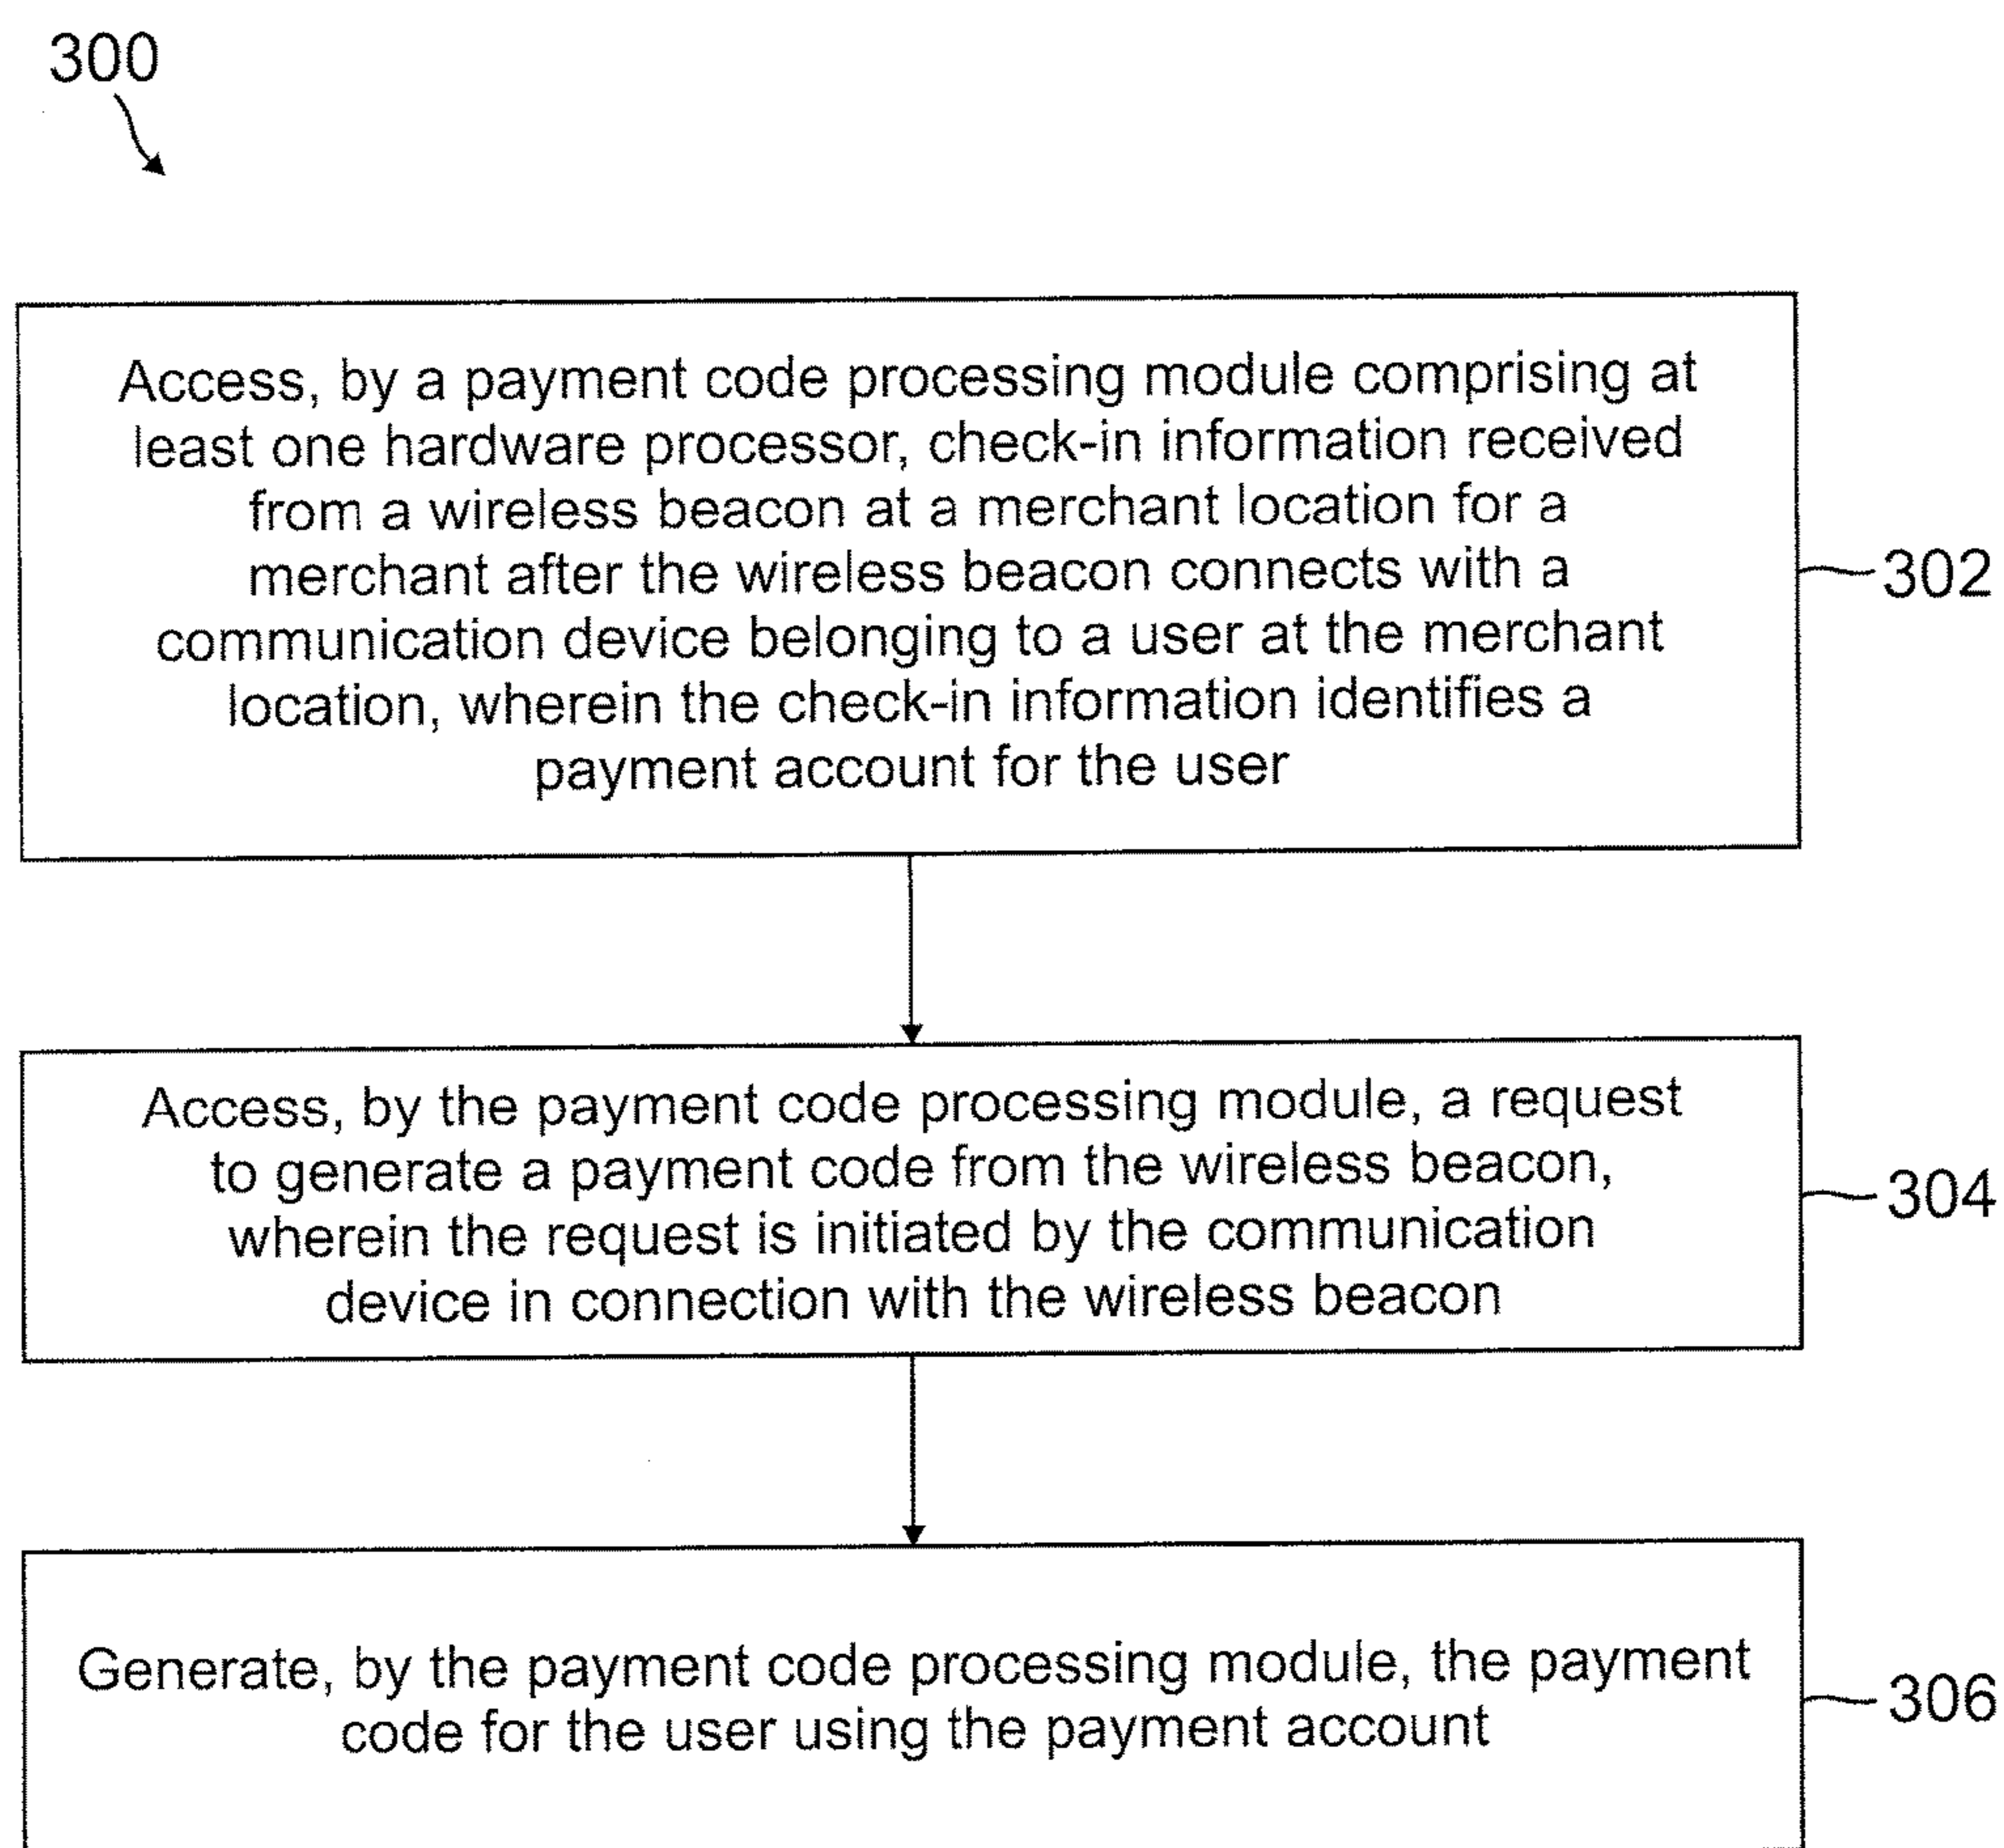 300
Access, by a payment code processing module comprising at
least one hardware processor, check-in information received
from a wireless beacon at a merchant location for a
merchant after the wireless beacon connects with a
communication device belonging to a user at the merchant
location, wherein the check-in information identifies a
payment account for the user
302
Access, by the payment code processing module, a request
to generate a payment code from the wireless beacon,
wherein the request is initiated by the communication
device in connection with the wireless beacon
304
Generate, by the payment code processing module, the payment
code for the user using the payment account
306